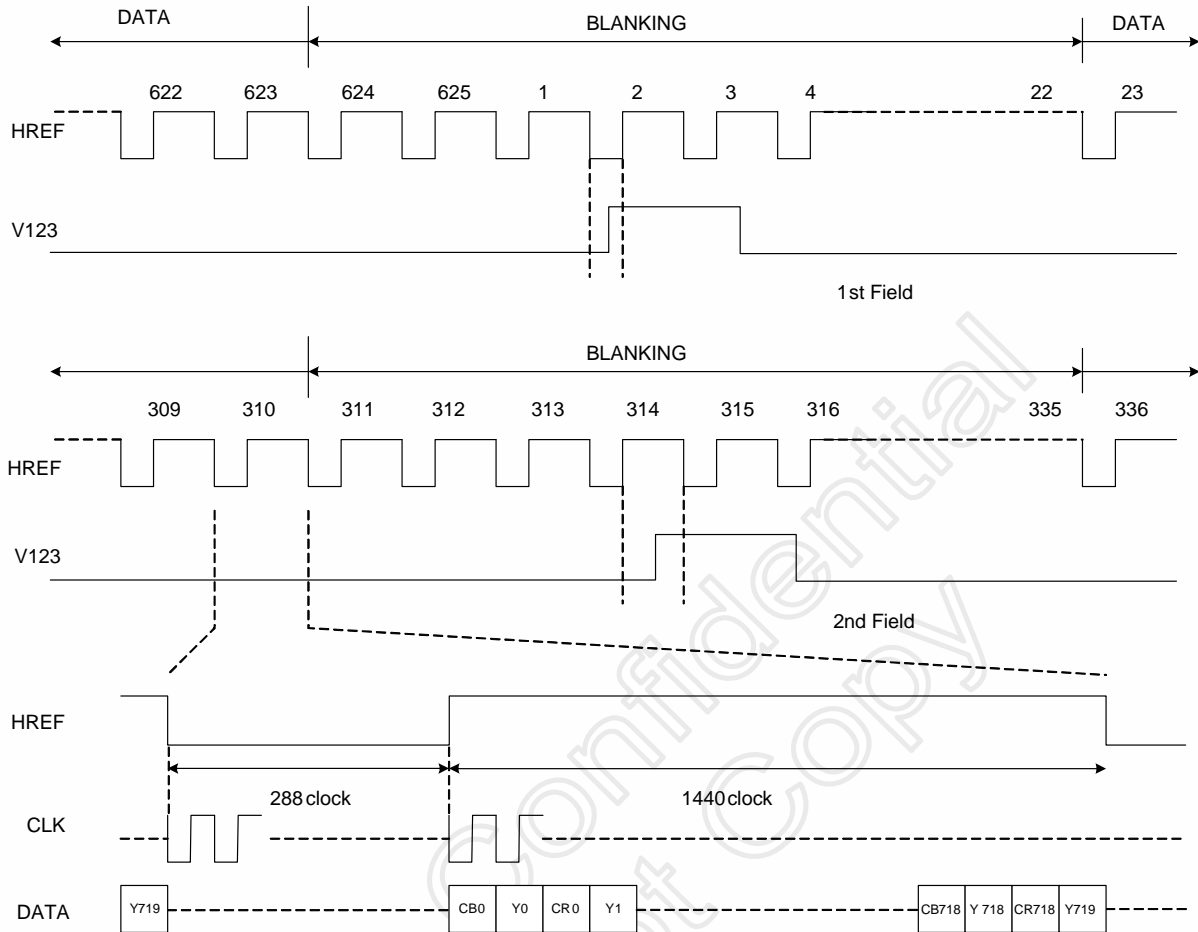 DATA BLANKING DATA
622 623 624 625 1 2 3 4 22 23
HREF
V123
1st Field
BLANKING
309 310 311 312 313 314 315 316 335 336
HREF
V123
2nd Field
HREF
288 clock 1440 clock
CLK
DATA Y719 CB0 Y0 CR0 Y1 CB718 Y 718 CR718 Y719
Confidential
Copy